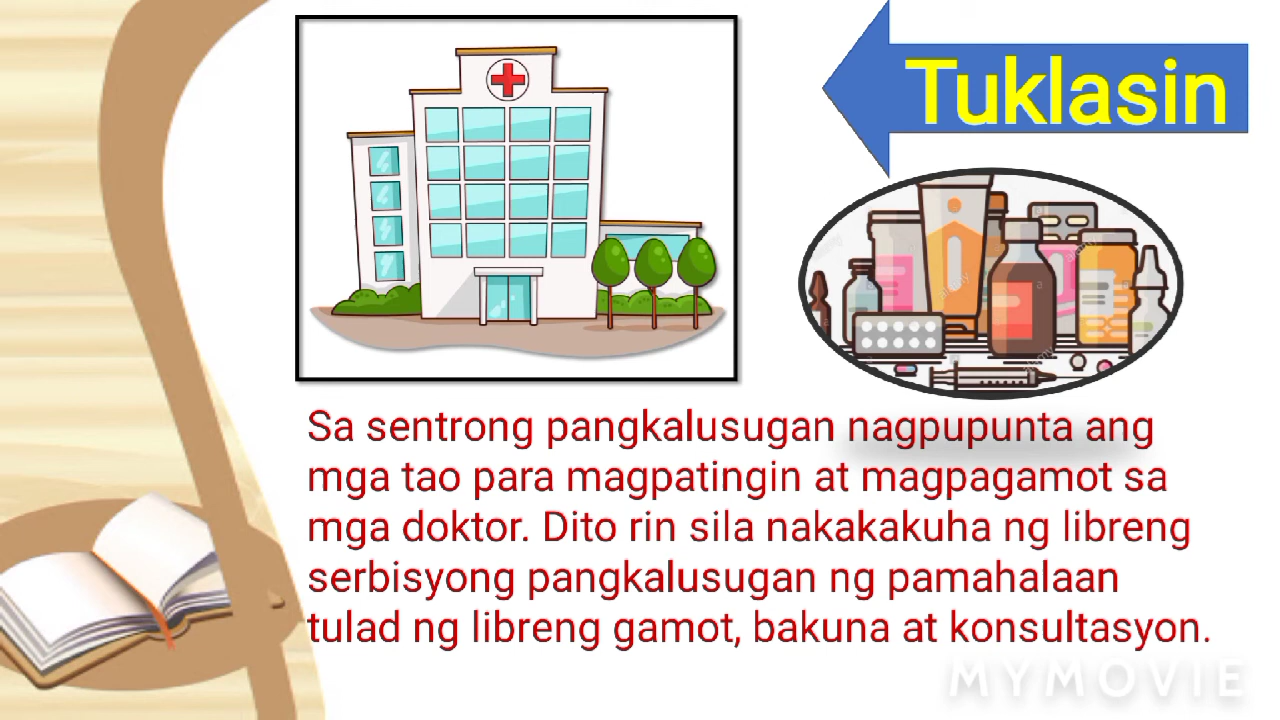 Tuklasin
Sa sentrong pangkalusugan nagpupunta ang
mga tao para magpatingin at magpagamot sa
mga doktor. Dito rin sila nakakakuha ng libreng
serbisyong pangkalusugan ng pamahalaan
tulad ng libreng gamot, bakuna at konsultasyon.
MYMOVIE